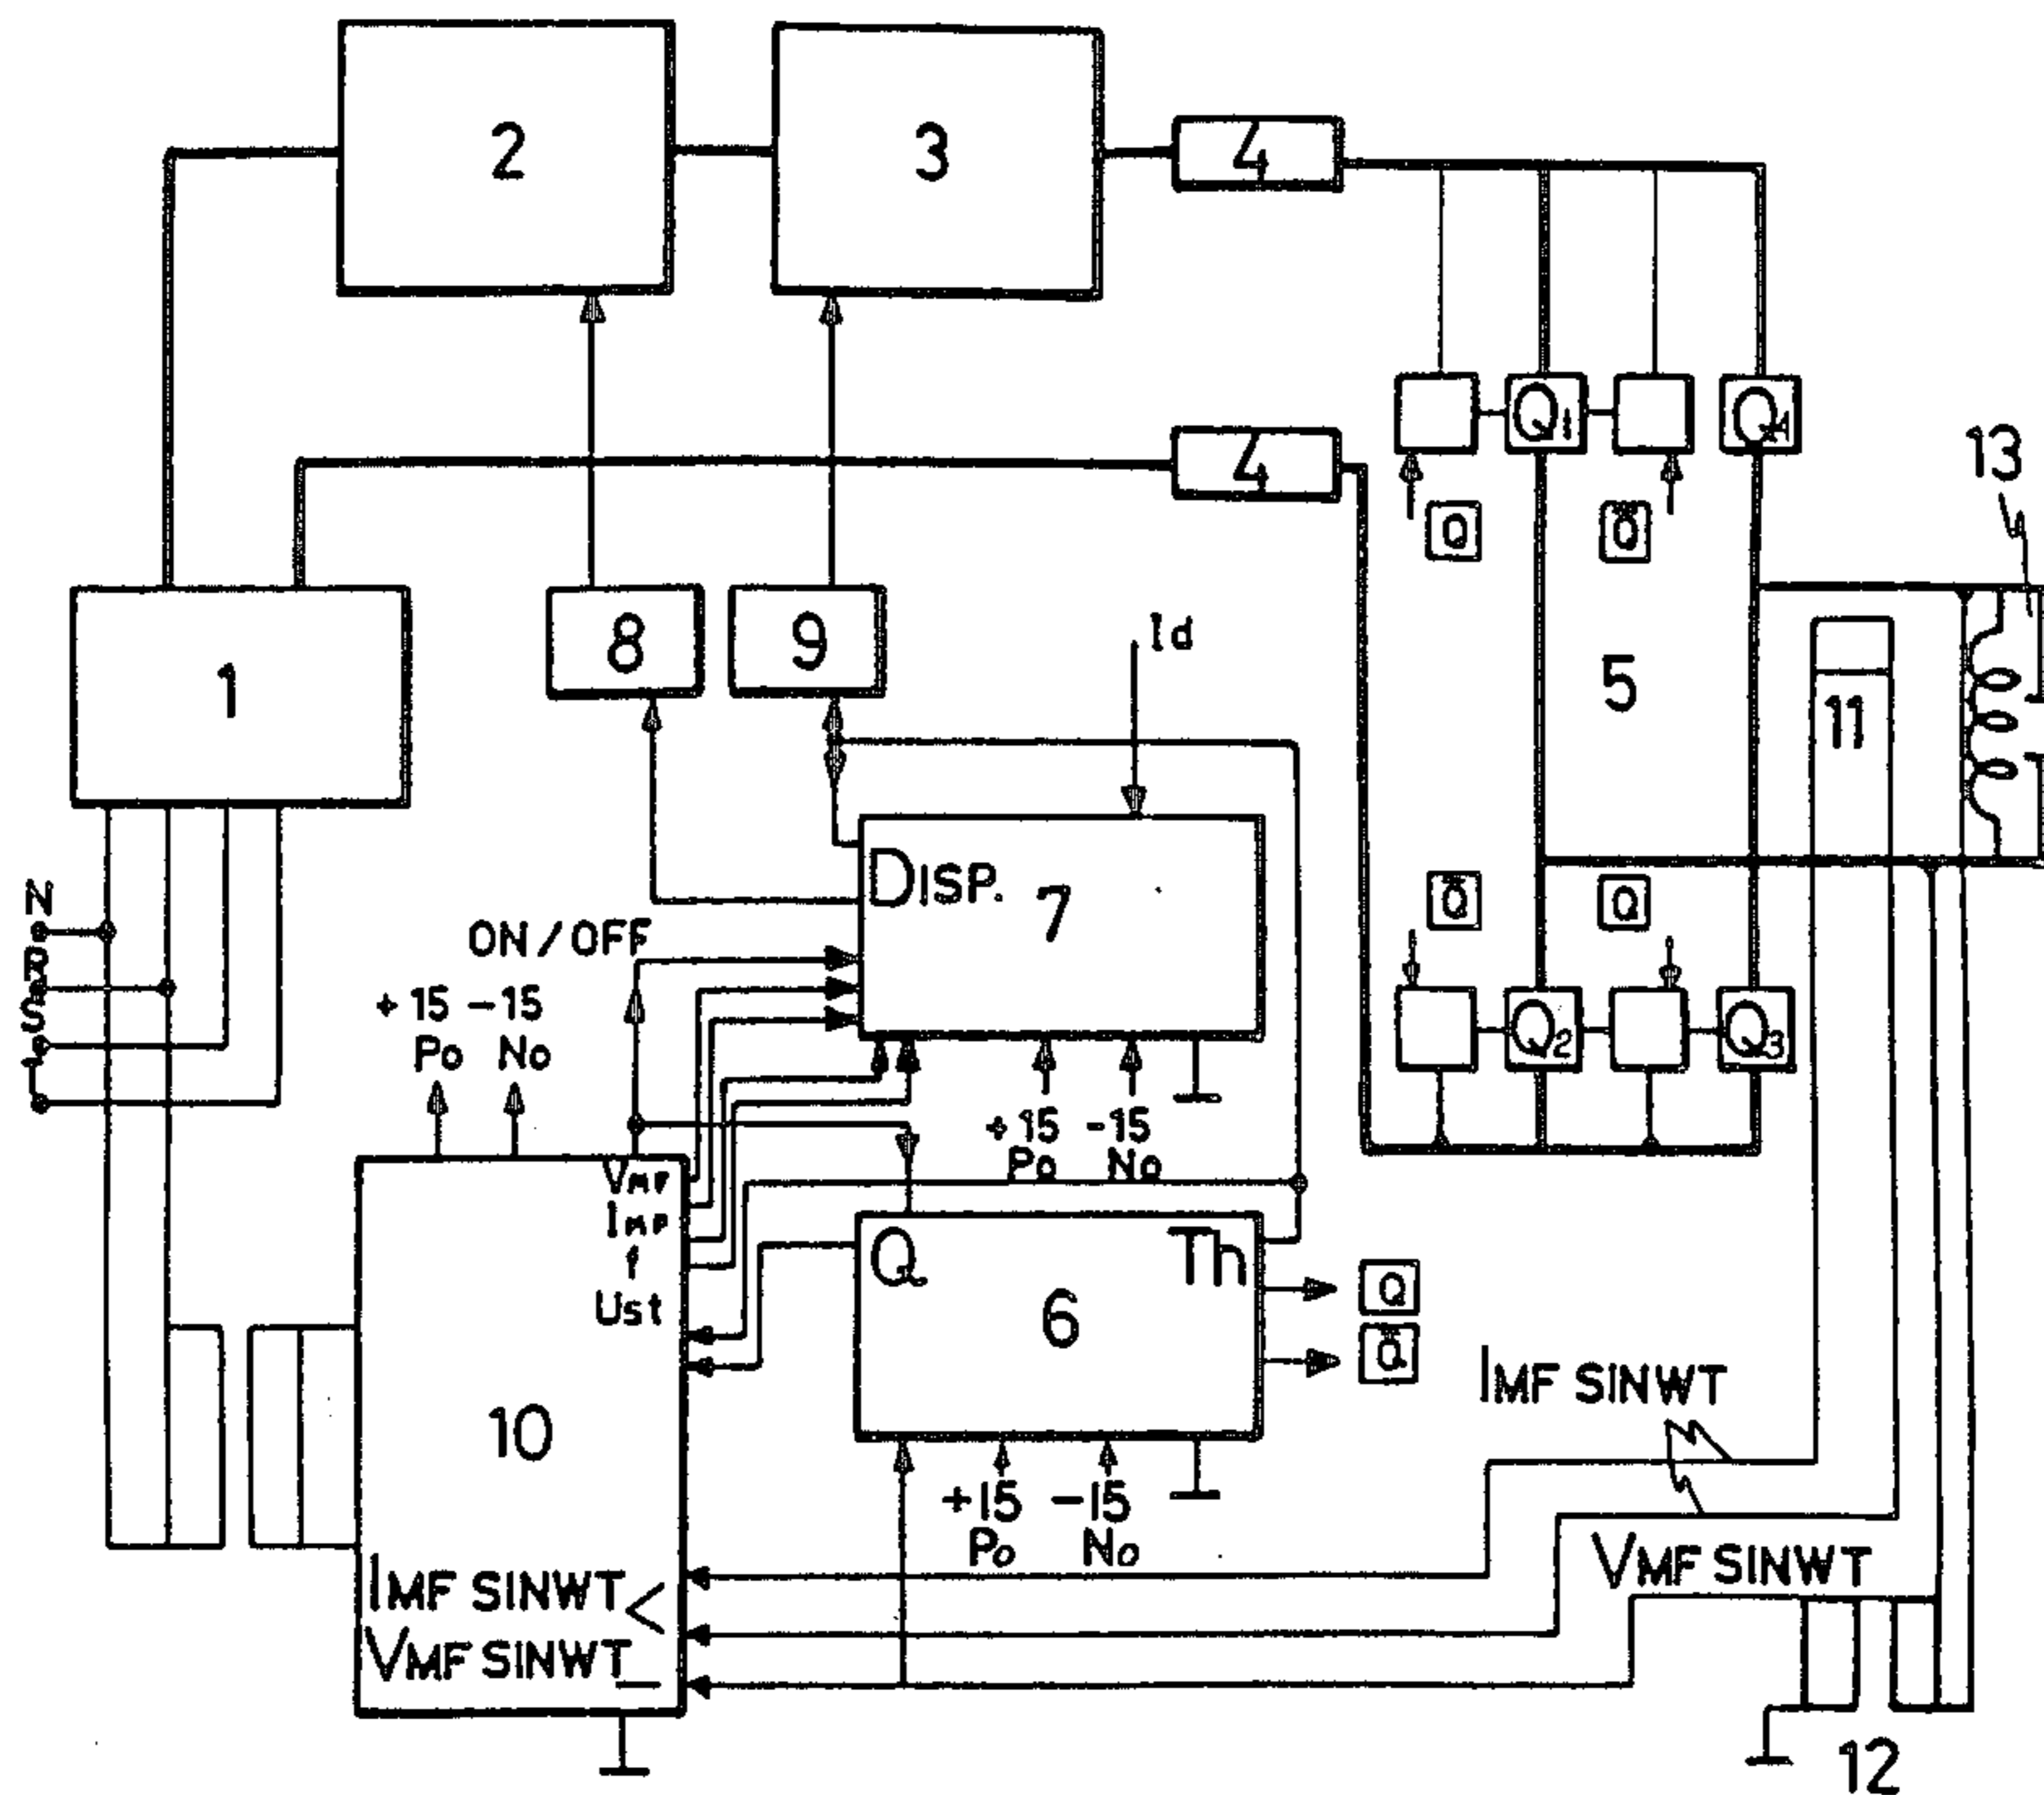 2
3
4
Q1
Q4
13
4
Q
Q̄
1
8
9
Id
5
11
DISP.
7
N
R
S
ON/OFF
Q̄
Q
+15 -15
Po No
Q2
Q3
+15 -15
Po No
VMF
IMF
f
Ust
Q
Th
6
Q
Q̄
10
IMF SINWT
+15 -15
Po No
VMF SINWT
IMF SINWT <
VMF SINWT _
12